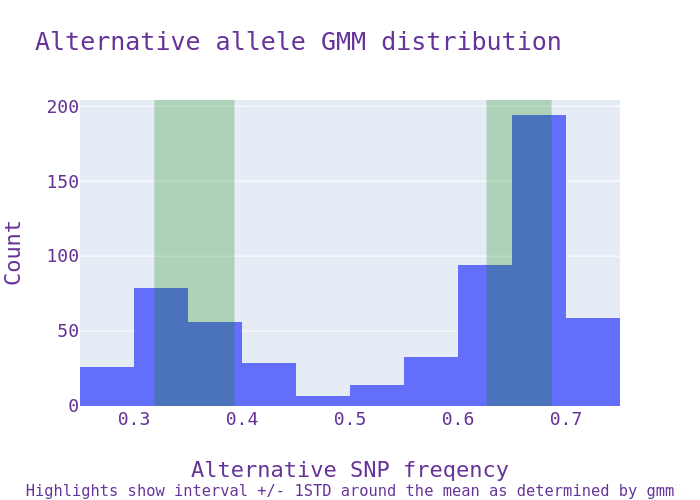 Alternative allele GMM distribution
Count
200
150
100
50
0
0.3 0.4 0.5 0.6 0.7
Alternative SNP freqency
Highlights show interval +/- 1STD around the mean as determined by gmm